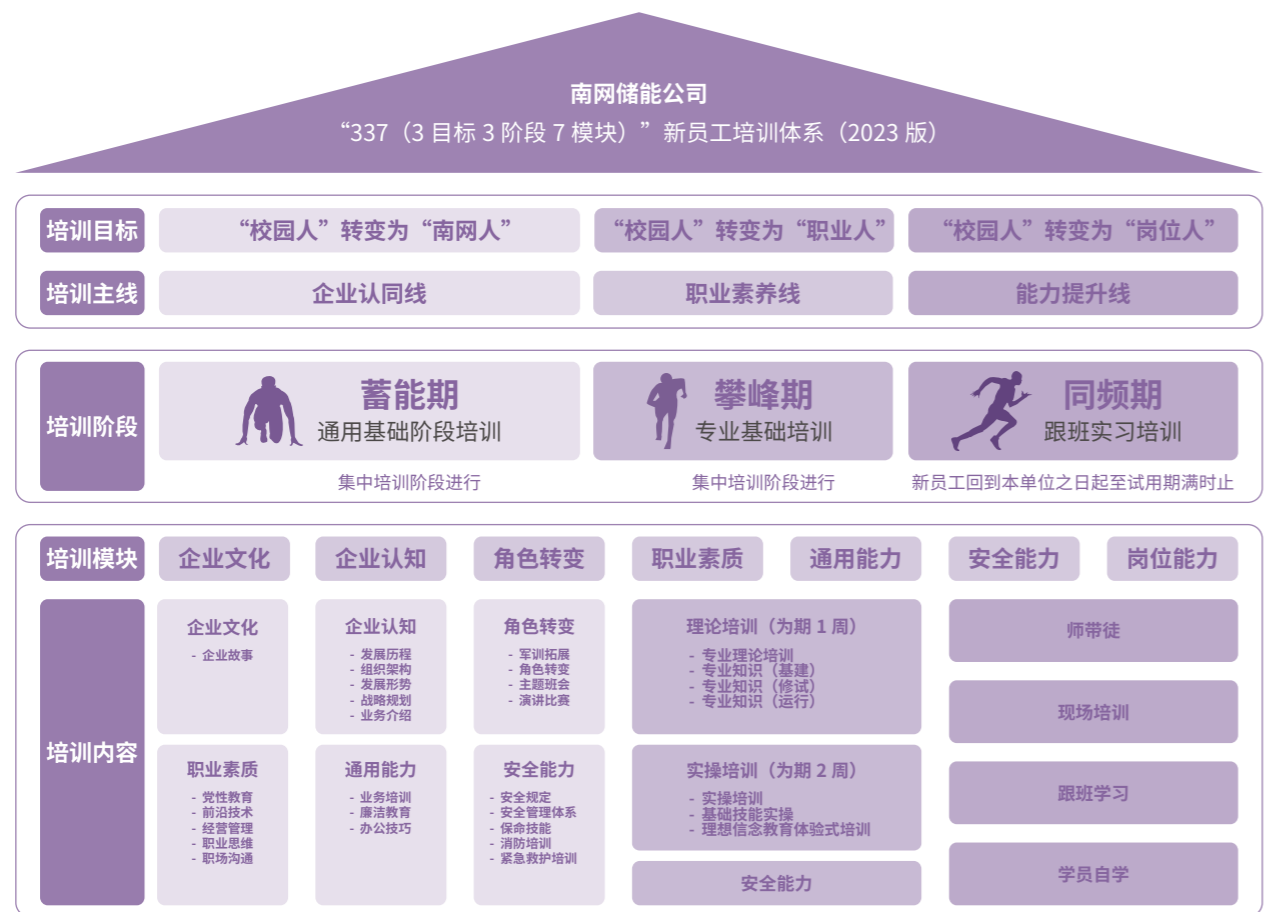 南网储能公司
“337（3 目标 3 阶段 7 模块）”新员工培训体系（2023 版）
培训目标
“校园人”转变为“南网人”
“校园人”转变为“职业人”
“校园人”转变为“岗位人”
培训主线
企业认同线
职业素养线
能力提升线
培训阶段
蓄能期
通用基础阶段培训
集中培训阶段进行
攀峰期
专业基础培训
集中培训阶段进行
同频期
跟班实习培训
新员工回到本单位之日起至试用期满时止
培训模块
企业文化
企业认知
角色转变
职业素质
通用能力
安全能力
岗位能力
培训内容
企业文化
- 企业故事
企业认知
- 发展历程
- 组织架构
- 发展形势
- 战略规划
- 业务介绍
角色转变
- 军训拓展
- 角色转变
- 主题班会
- 演讲比赛
职业素质
- 党性教育
- 前沿技术
- 经营管理
- 职业思维
- 职场沟通
通用能力
- 业务培训
- 廉洁教育
- 办公技巧
安全能力
- 安全规定
- 安全管理体系
- 保命技能
- 消防培训
- 紧急救护培训
理论培训（为期 1 周）
- 专业理论培训
- 专业知识（基建）
- 专业知识（修试）
- 专业知识（运行）
实操培训（为期 2 周）
- 实操培训
- 基础技能实操
- 理想信念教育体验式培训
安全能力
师带徒
现场培训
跟班学习
学员自学